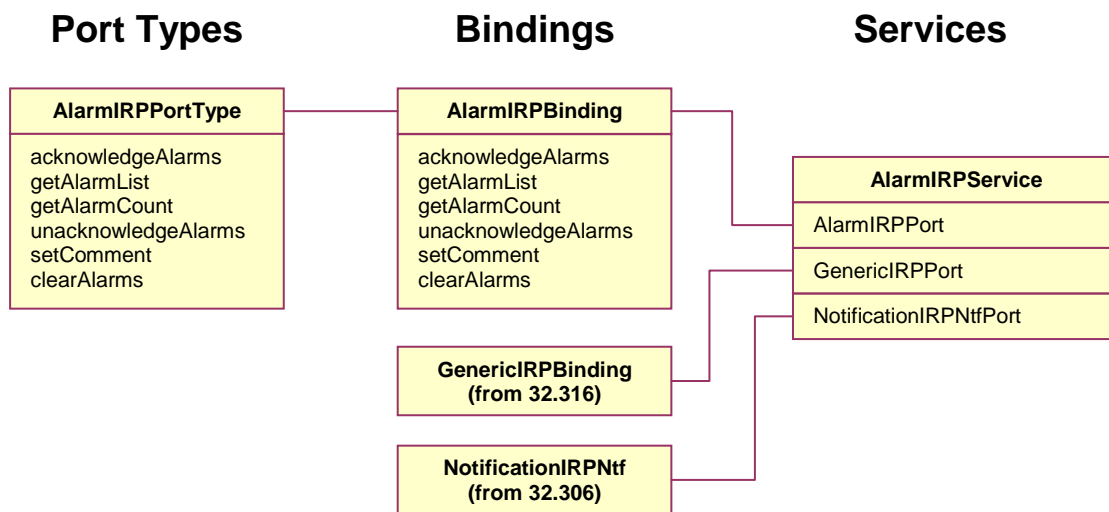 Port Types
Bindings
Services
AlarmIRPPortType
acknowledgeAlarms
getAlarmList
getAlarmCount
unacknowledgeAlarms
setComment
clearAlarms
AlarmIRPBinding
acknowledgeAlarms
getAlarmList
getAlarmCount
unacknowledgeAlarms
setComment
clearAlarms
AlarmIRPService
AlarmIRPPort
GenericIRPPort
NotificationIRPNtfPort
GenericIRPBinding
(from 32.316)
NotificationIRPNtf
(from 32.306)